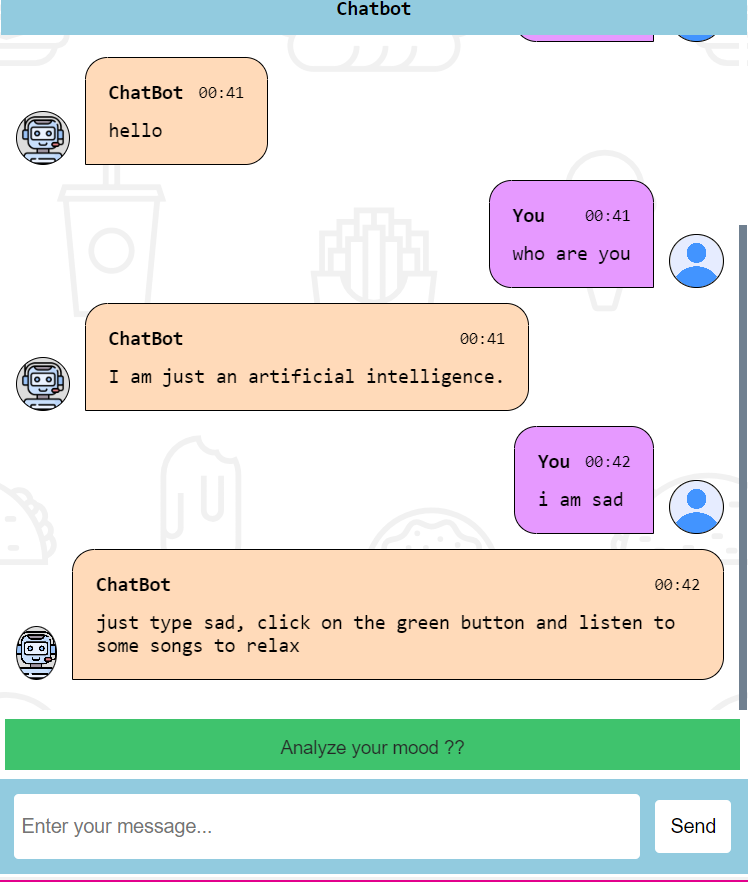 Chatbot
ChatBot 00:41
hello
You 00:41
who are you
ChatBot 00:41
I am just an artificial intelligence.
You 00:42
i am sad
ChatBot 00:42
just type sad, click on the green button and listen to
some songs to relax
Analyze your mood ??
Enter your message...
Send